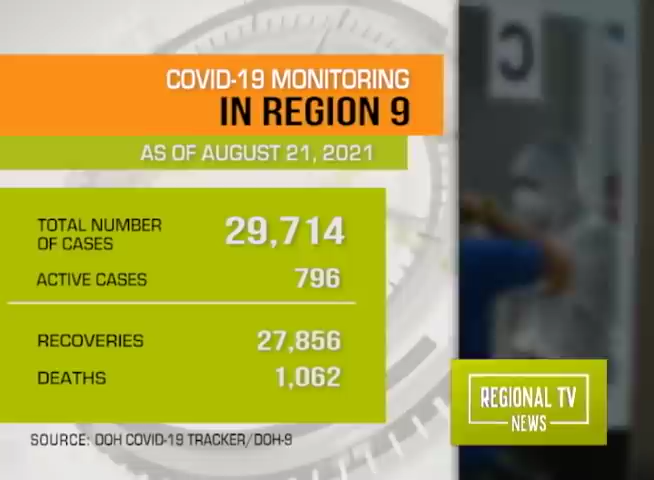 COVID-19 MONITORING
IN REGION 9
AS OF AUGUST 21, 2021
TOTAL NUMBER
OF CASES
29,714
ACTIVE CASES 796
RECOVERIES 27,856
DEATHS 1,062
SOURCE: DOH COVID-19 TRACKER/DOH-9
C
REGIONAL TV
NEWS